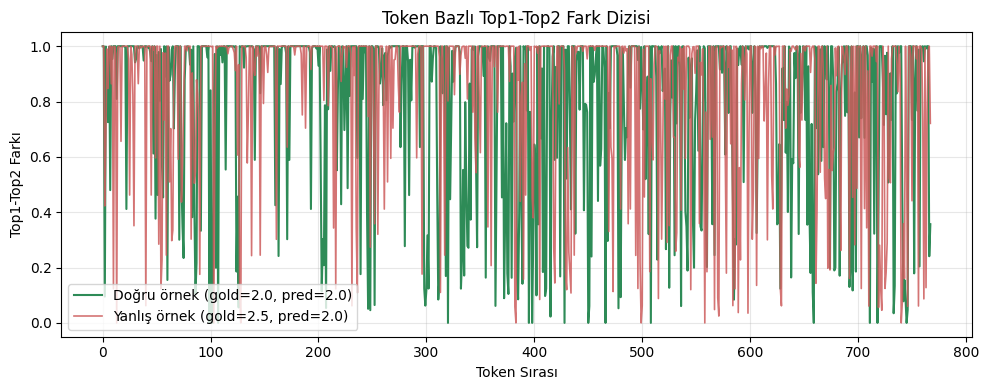 Token Bazlı Top1-Top2 Fark Dizisi
Top1-Top2 Farkı
1.0
0.8
0.6
0.4
0.2
0.0
Doğru örnek (gold=2.0, pred=2.0)
Yanlış örnek (gold=2.5, pred=2.0)
0 100 200 300 400 500 600 700 800
Token Sırası